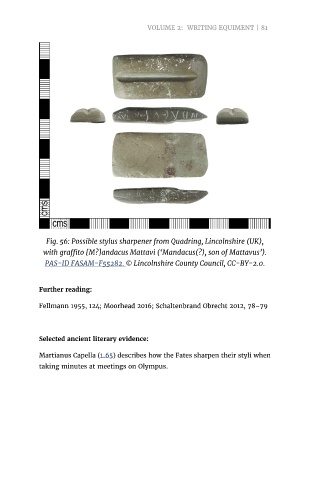 VOLUME 2: WRITING EQUIMENT | 81
cms
cms
Fig. 56: Possible stylus sharpener from Quadring, Lincolnshire (UK),
with graffito [M?]andacus Mattavi (‘Mandacus(?), son of Mattavus’).
PAS-ID FASAM-F55282. © Lincolnshire County Council, CC-BY-2.0.
Further reading:
Fellmann 1955, 124; Moorhead 2016; Schaltenbrand Obrecht 2012, 78–79
Selected ancient literary evidence:
Martianus Capella (1.65) describes how the Fates sharpen their styli when
taking minutes at meetings on Olympus.